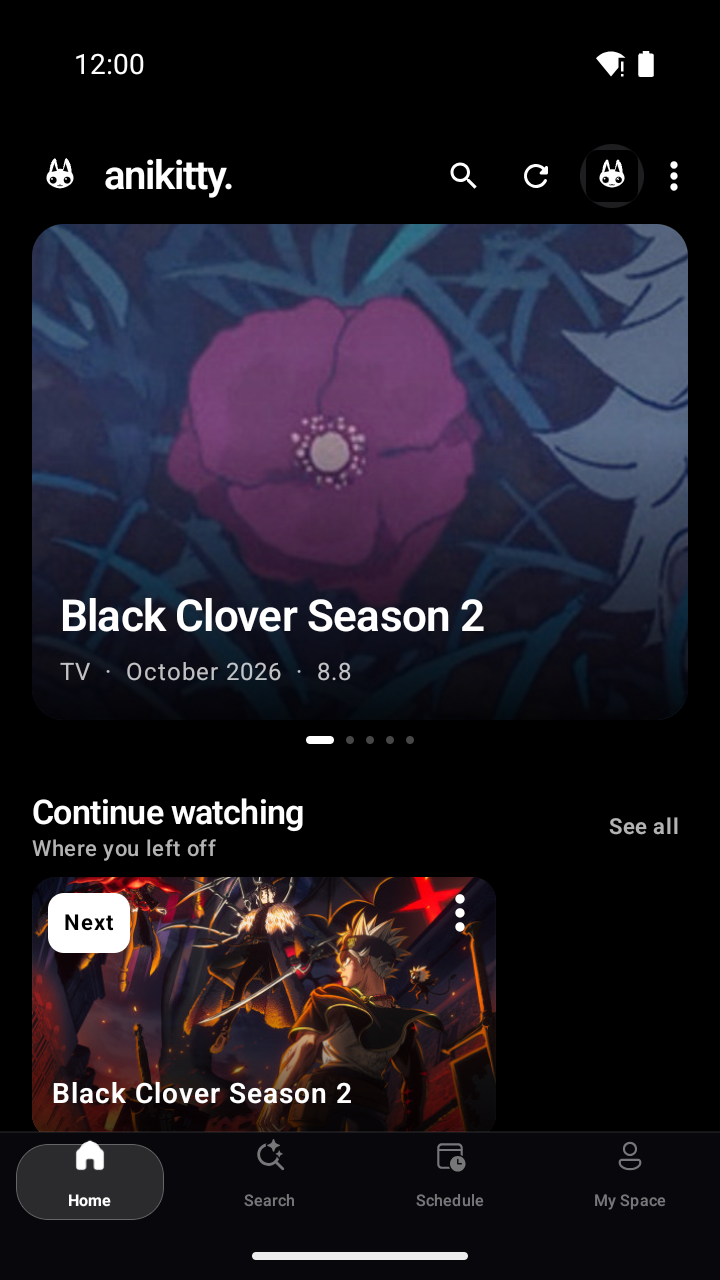 12:00
anikitty.
Black Clover Season 2
TV · October 2026 · 8.8
Continue watching
See all
Where you left off
Next
Black Clover Season 2
Home
Search
Schedule
My Space